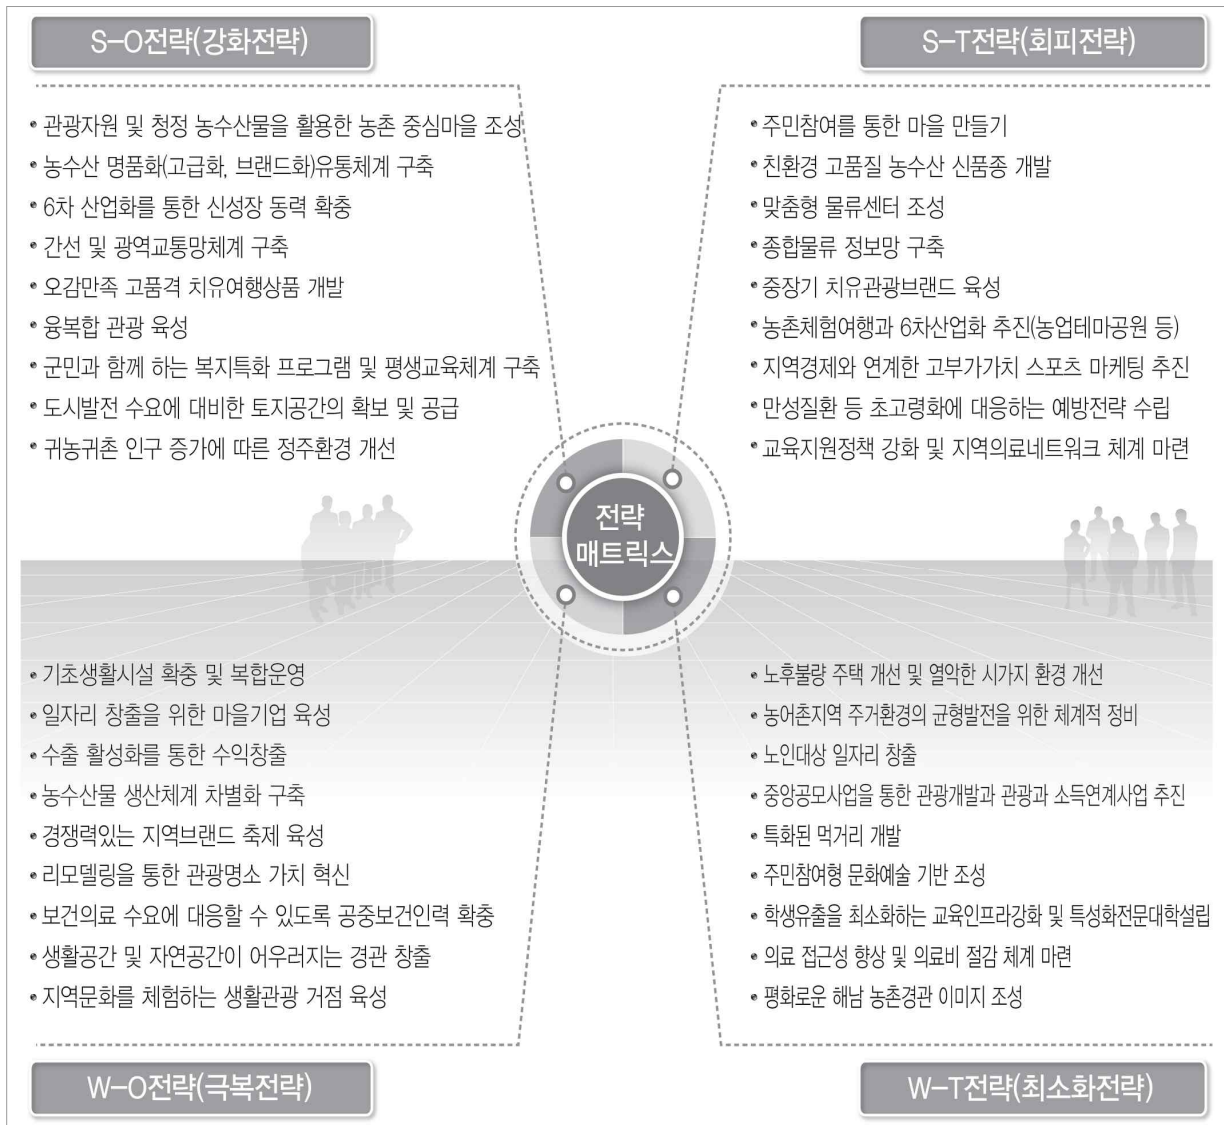 S-O전략(강화전략)
• 관광자원 및 청정 농수산물을 활용한 농촌 중심마을 조성
• 농수산 명품화(고급화, 브랜드화)유통체계 구축
• 6차 산업화를 통한 신성장 동력 확충
• 간선 및 광역교통망체계 구축
• 오감만족 고품격 치유여행상품 개발
• 융복합 관광 육성
• 군민과 함께 하는 복지특화 프로그램 및 평생교육체계 구축
• 도시발전 수요에 대비한 토지공간의 확보 및 공급
• 귀농귀촌 인구 증가에 따른 정주환경 개선
S-T전략(회피전략)
• 주민참여를 통한 마을 만들기
• 친환경 고품질 농수산 신품종 개발
• 맞춤형 물류센터 조성
• 종합물류 정보망 구축
• 중장기 치유관광브랜드 육성
• 농촌체험여행과 6차산업화 추진(농업테마공원 등)
• 지역경제와 연계한 고부가가치 스포츠 마케팅 추진
• 만성질환 등 초고령화에 대응하는 예방전략 수립
• 교육지원정책 강화 및 지역의료네트워크 체계 마련
전략
매트릭스
• 기초생활시설 확충 및 복합운영
• 일자리 창출을 위한 마을기업 육성
• 수출 활성화를 통한 수익창출
• 농수산물 생산체계 차별화 구축
• 경쟁력있는 지역브랜드 축제 육성
• 리모델링을 통한 관광명소 가치 혁신
• 보건의료 수요에 대응할 수 있도록 공중보건인력 확충
• 생활공간 및 자연공간이 어우러지는 경관 창출
• 지역문화를 체험하는 생활관광 거점 육성
W-O전략(극복전략)
• 노후불량 주택 개선 및 열악한 시가지 환경 개선
• 농어촌지역 주거환경의 균형발전을 위한 체계적 정비
• 노인대상 일자리 창출
• 중앙공모사업을 통한 관광개발과 관광과 소득연계사업 추진
• 특화된 먹거리 개발
• 주민참여형 문화예술 기반 조성
• 학생유출을 최소화하는 교육인프라강화 및 특성화전문대학설립
• 의료 접근성 향상 및 의료비 절감 체계 마련
• 평화로운 해남 농촌경관 이미지 조성
W-T전략(최소화전략)